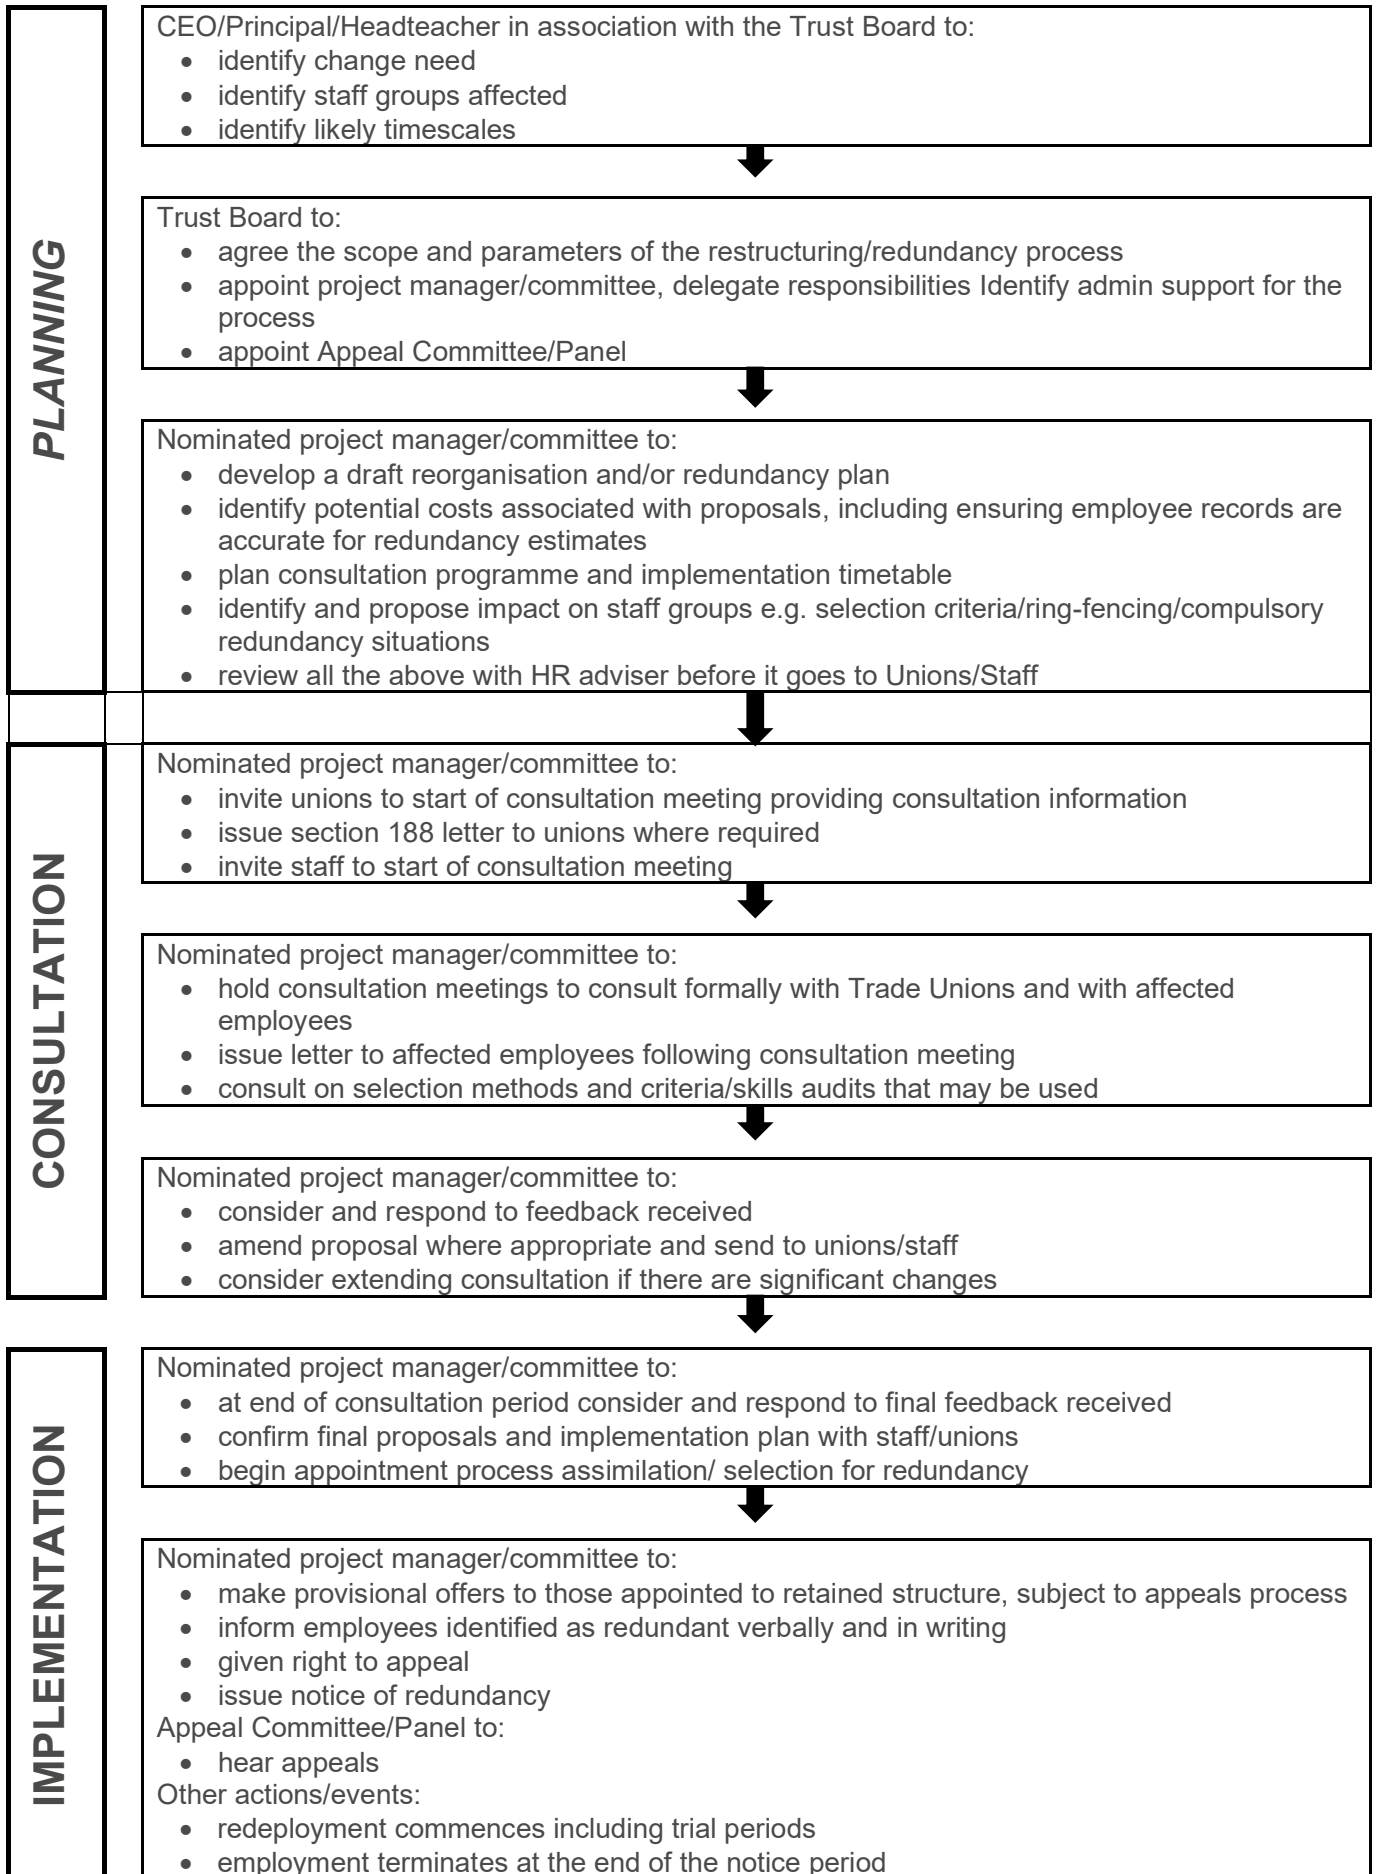 PLANNING
CEO/Principal/Headteacher in association with the Trust Board to:
• identify change need
• identify staff groups affected
• identify likely timescales
Trust Board to:
• agree the scope and parameters of the restructuring/redundancy process
• appoint project manager/committee, delegate responsibilities Identify admin support for the
process
• appoint Appeal Committee/Panel
Nominated project manager/committee to:
• develop a draft reorganisation and/or redundancy plan
• identify potential costs associated with proposals, including ensuring employee records are
accurate for redundancy estimates
• plan consultation programme and implementation timetable
• identify and propose impact on staff groups e.g. selection criteria/ring-fencing/compulsory
redundancy situations
• review all the above with HR adviser before it goes to Unions/Staff
CONSULTATION
Nominated project manager/committee to:
• invite unions to start of consultation meeting providing consultation information
• issue section 188 letter to unions where required
• invite staff to start of consultation meeting
Nominated project manager/committee to:
• hold consultation meetings to consult formally with Trade Unions and with affected
employees
• issue letter to affected employees following consultation meeting
• consult on selection methods and criteria/skills audits that may be used
Nominated project manager/committee to:
• consider and respond to feedback received
• amend proposal where appropriate and send to unions/staff
• consider extending consultation if there are significant changes
IMPLEMENTATION
Nominated project manager/committee to:
• at end of consultation period consider and respond to final feedback received
• confirm final proposals and implementation plan with staff/unions
• begin appointment process assimilation/ selection for redundancy
Nominated project manager/committee to:
• make provisional offers to those appointed to retained structure, subject to appeals process
• inform employees identified as redundant verbally and in writing
• given right to appeal
• issue notice of redundancy
Appeal Committee/Panel to:
• hear appeals
Other actions/events:
• redeployment commences including trial periods
• employment terminates at the end of the notice period